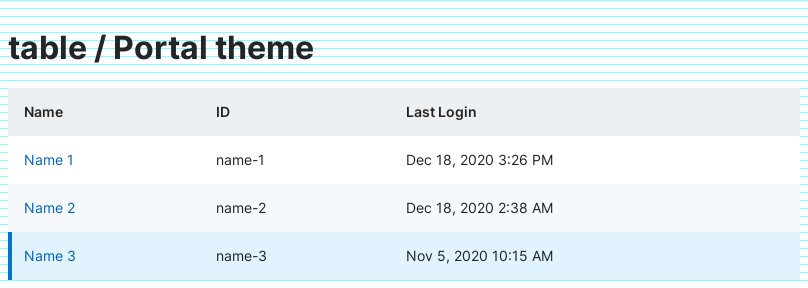 table / Portal theme
Name ID Last Login
Name 1 name-1 Dec 18, 2020 3:26 PM
Name 2 name-2 Dec 18, 2020 2:38 AM
Name 3 name-3 Nov 5, 2020 10:15 AM